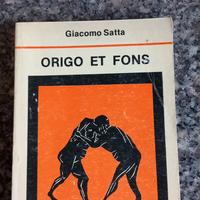 Giacomo Satta
ORIGO ET FONS